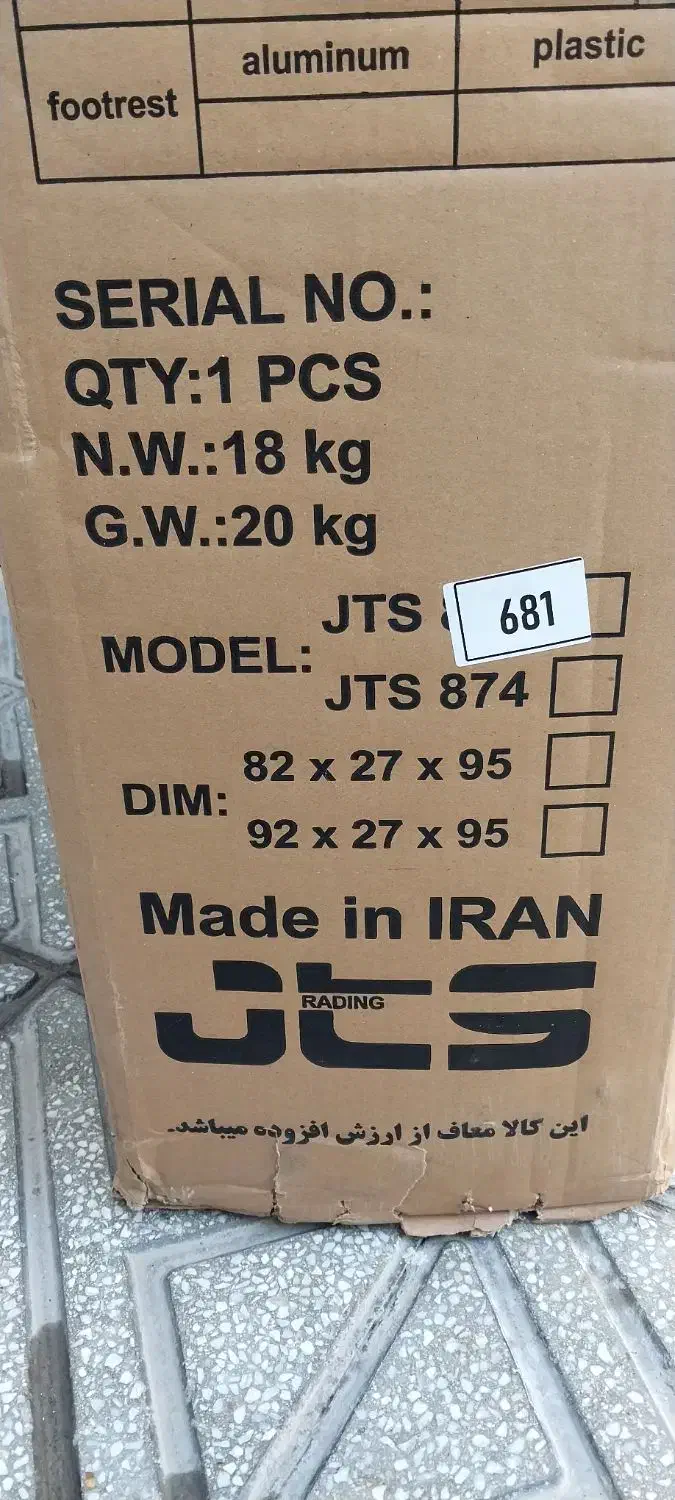 aluminum plastic
footrest
SERIAL NO.:
QTY:1 PCS
N.W.:18 kg
G.W.:20 kg
JTS 681
MODEL:
JTS 874
82 x 27 x 95
DIM:
92 x 27 x 95
Made in IRAN
JTS
RADING
این کالا معاف از ارزش افزوده میباشد.